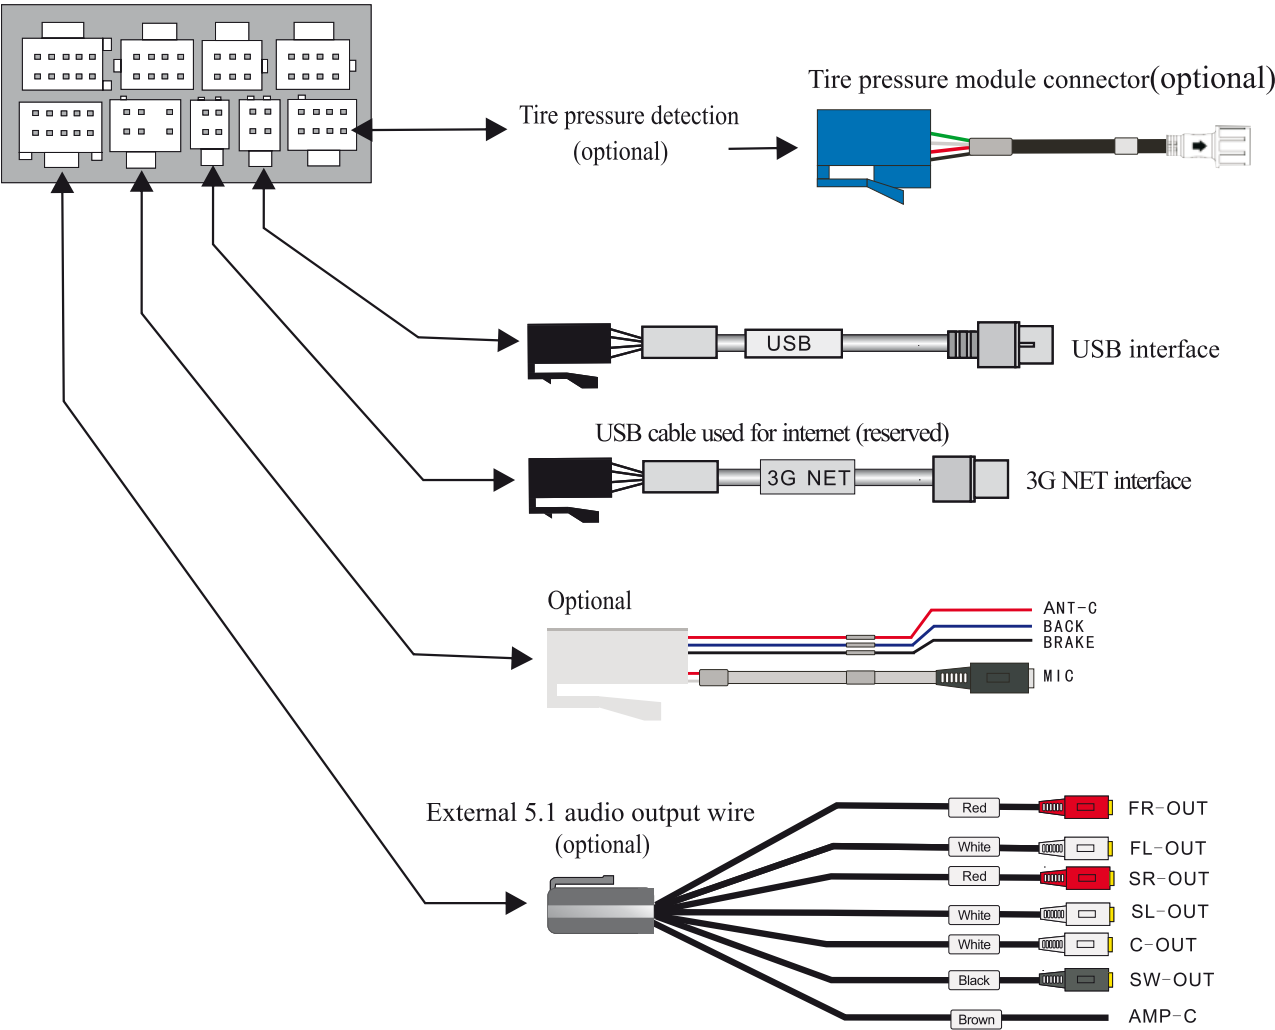 Tire pressure module connector(optional)
Tire pressure detection
(optional)
USB
USB interface
USB cable used for internet (reserved)
3G NET
3G NET interface
Optional
ANT-C
BACK
BRAKE
MIC
External 5.1 audio output wire
(optional)
Red
FR-OUT
White
FL-OUT
Red
SR-OUT
White
SL-OUT
White
C-OUT
Black
SW-OUT
Brown
AMP-C